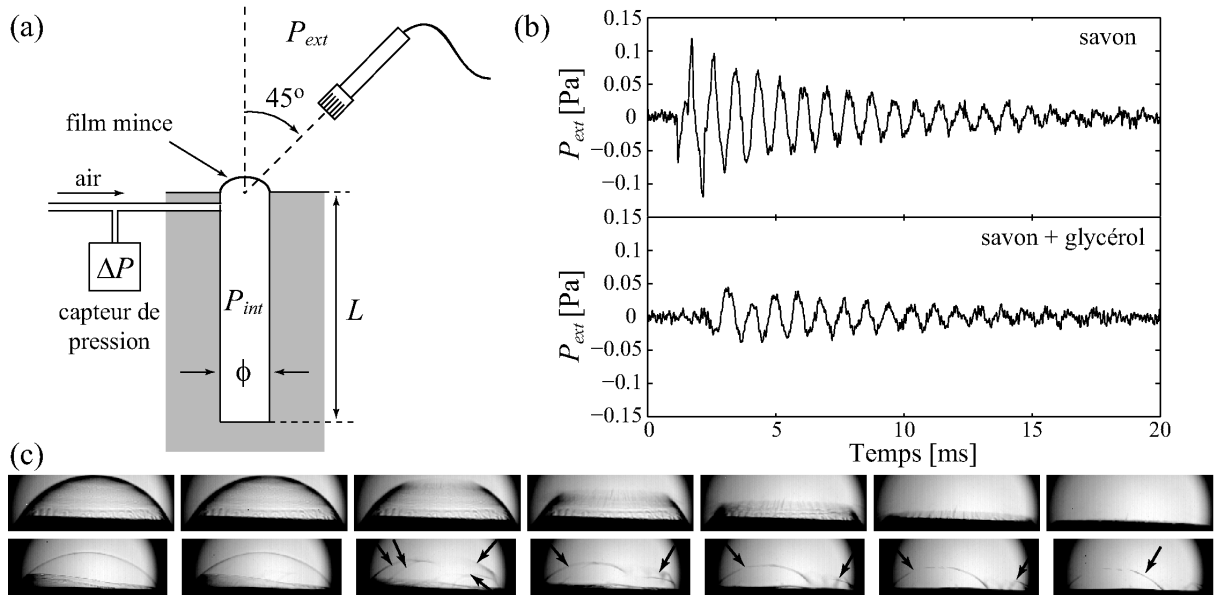 (a)
P_ext
45°
film mince
air
ΔP
P_int
L
capteur de
pression
ϕ
(b)
0.15
savon
0.1
0.05
0
−0.05
−0.1
P_ext [Pa]
0.15
savon + glycérol
0.1
0.05
0
−0.05
−0.1
−0.15
P_ext [Pa]
0 5 10 15 20
Temps [ms]
(c)